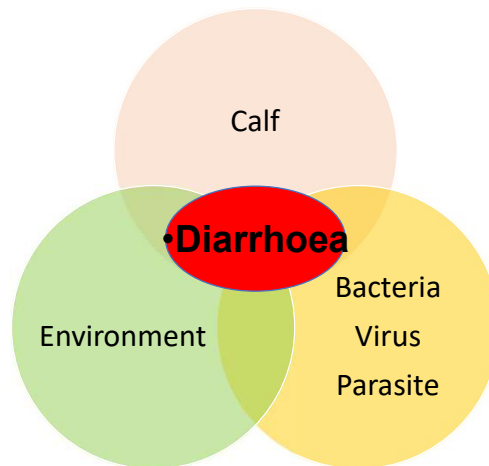 Calf
•Diarrhoea
Environment
Bacteria
Virus
Parasite